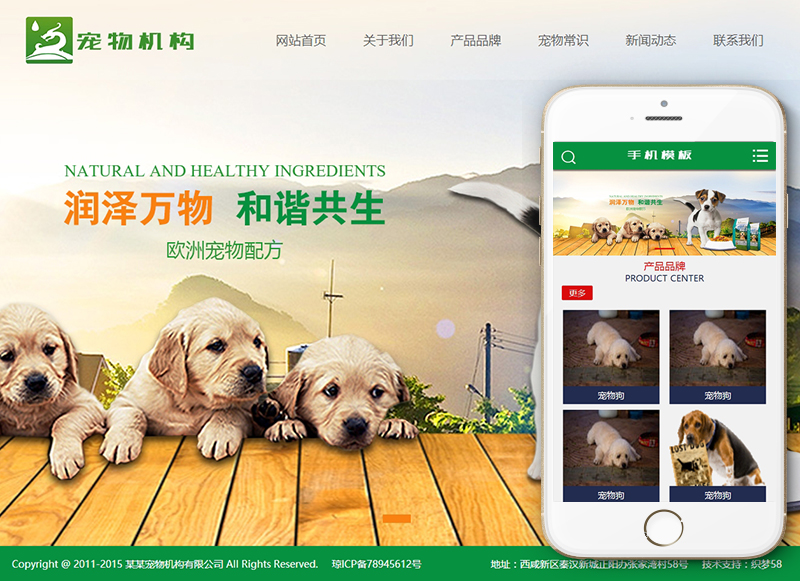 宠物机构
网站首页 关于我们 产品品牌 宠物常识 新闻动态 联系我们
NATURAL AND HEALTHY INGREDIENTS
润泽万物 和谐共生
欧洲宠物配方
手机模板
润泽万物 和谐共生
产品品牌
PRODUCT CENTER
更多
宠物狗 宠物狗
LOST DOG
宠物狗 宠物狗
Copyright @ 2011-2015 某某宠物机构有限公司 All Rights Reserved. 琼ICP备78945612号 地址：西咸新区秦汉新城正阳办张家湾村58号 技术支持：织梦58